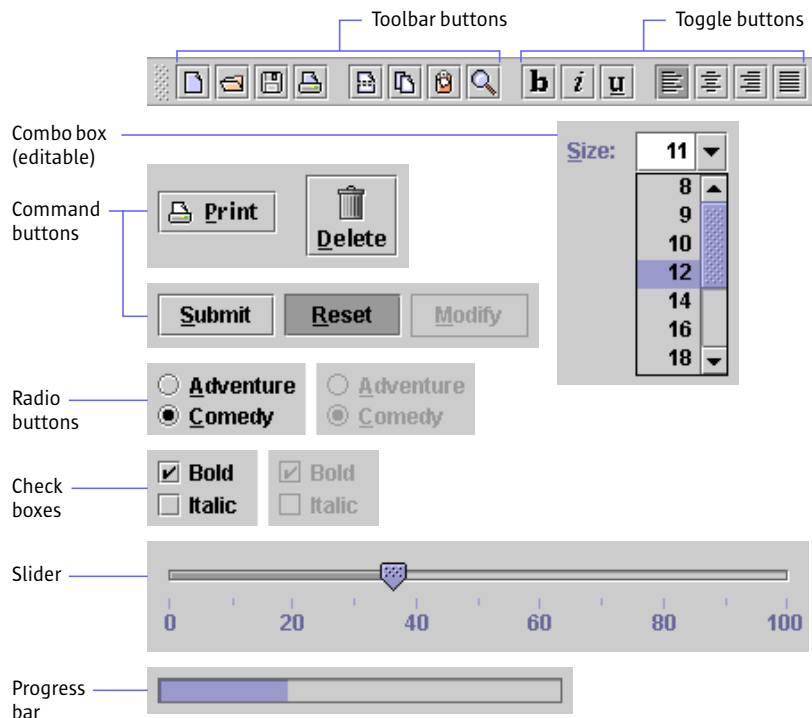 Toolbar buttons
Toggle buttons
b i u
Combo box
(editable)
Size: 11
8
9
10
12
14
16
18
Command
buttons
Print
Delete
Submit Reset Modify
Radio
buttons
Adventure
Comedy
Adventure
Comedy
Check
boxes
Bold
Italic
Bold
Italic
Slider
0 20 40 60 80 100
Progress
bar